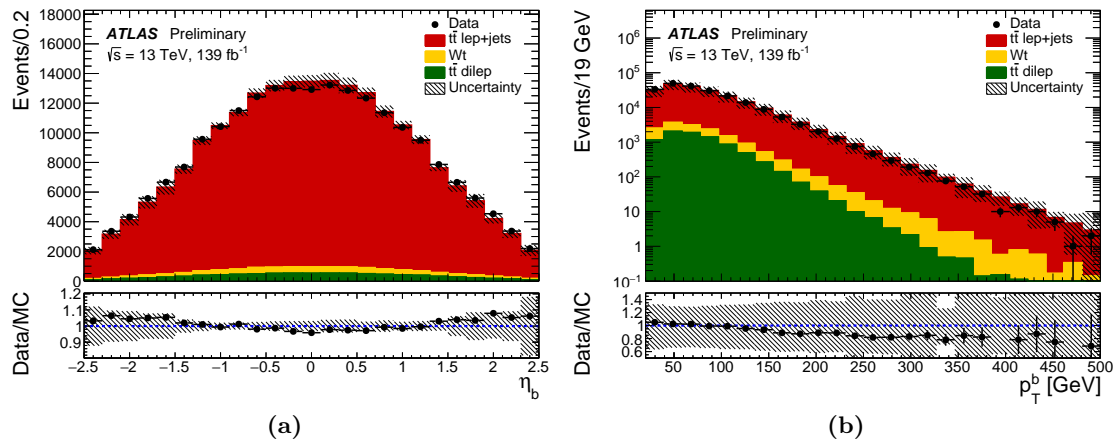 Events/0.2
18000
16000
14000
12000
10000
8000
6000
4000
2000
0
ATLAS Preliminary
√s = 13 TeV, 139 fb⁻¹
Data
tt̄ lep+jets
Wt
tt̄ dilep
Uncertainty
Data/MC
1.2
1.1
1
0.9
−2.5 −2 −1.5 −1 −0.5 0 0.5 1 1.5 2 2.5
η_b
(a)
Events/19 GeV
10⁶
10⁵
10⁴
10³
10²
10
1
10⁻¹
ATLAS Preliminary
√s = 13 TeV, 139 fb⁻¹
Data
tt̄ lep+jets
Wt
tt̄ dilep
Uncertainty
Data/MC
1.4
1.2
1
0.8
0.6
50 100 150 200 250 300 350 400 450 500
p_T^b [GeV]
(b)